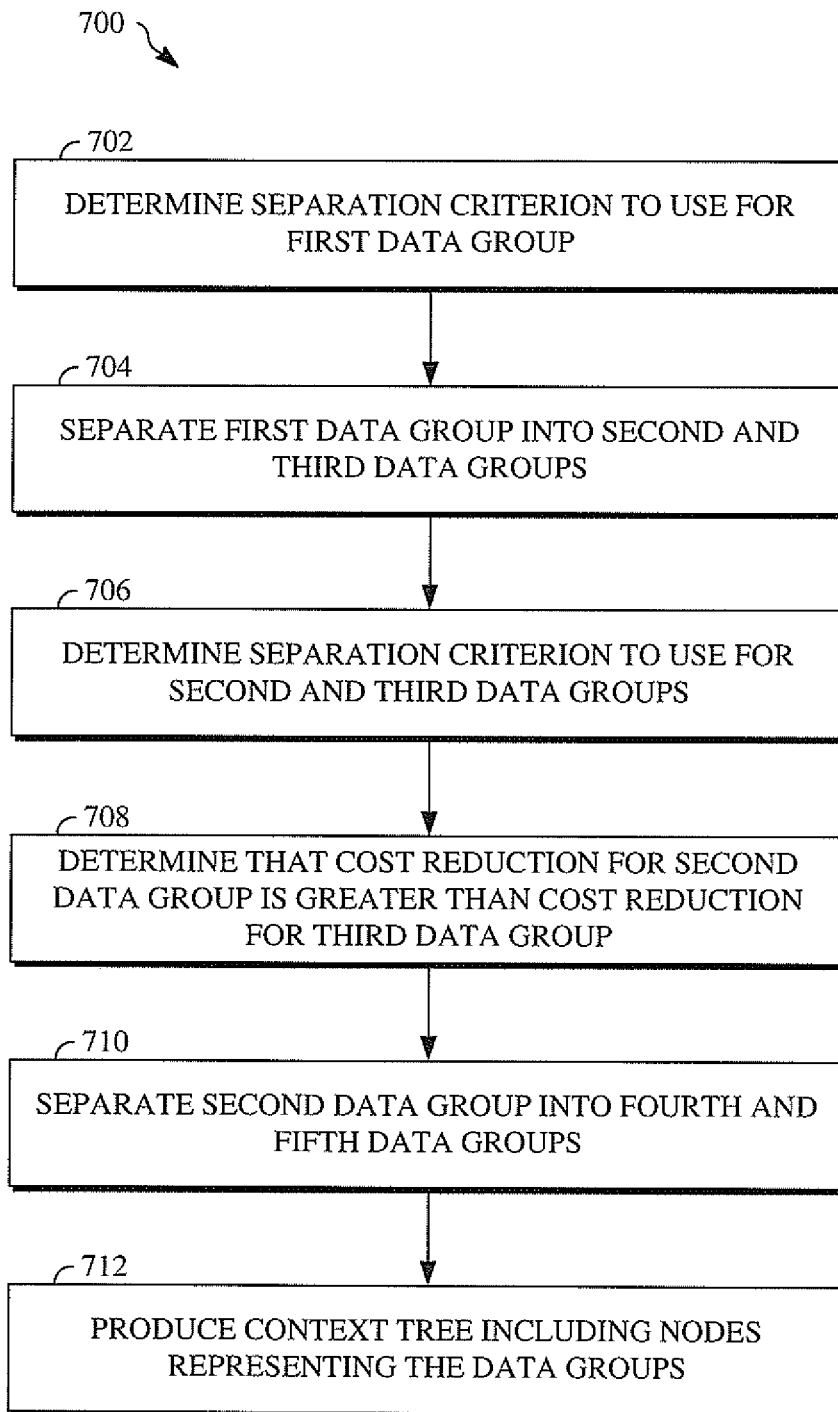 700
702
DETERMINE SEPARATION CRITERION TO USE FOR
FIRST DATA GROUP
704
SEPARATE FIRST DATA GROUP INTO SECOND AND
THIRD DATA GROUPS
706
DETERMINE SEPARATION CRITERION TO USE FOR
SECOND AND THIRD DATA GROUPS
708
DETERMINE THAT COST REDUCTION FOR SECOND
DATA GROUP IS GREATER THAN COST REDUCTION
FOR THIRD DATA GROUP
710
SEPARATE SECOND DATA GROUP INTO FOURTH AND
FIFTH DATA GROUPS
712
PRODUCE CONTEXT TREE INCLUDING NODES
REPRESENTING THE DATA GROUPS